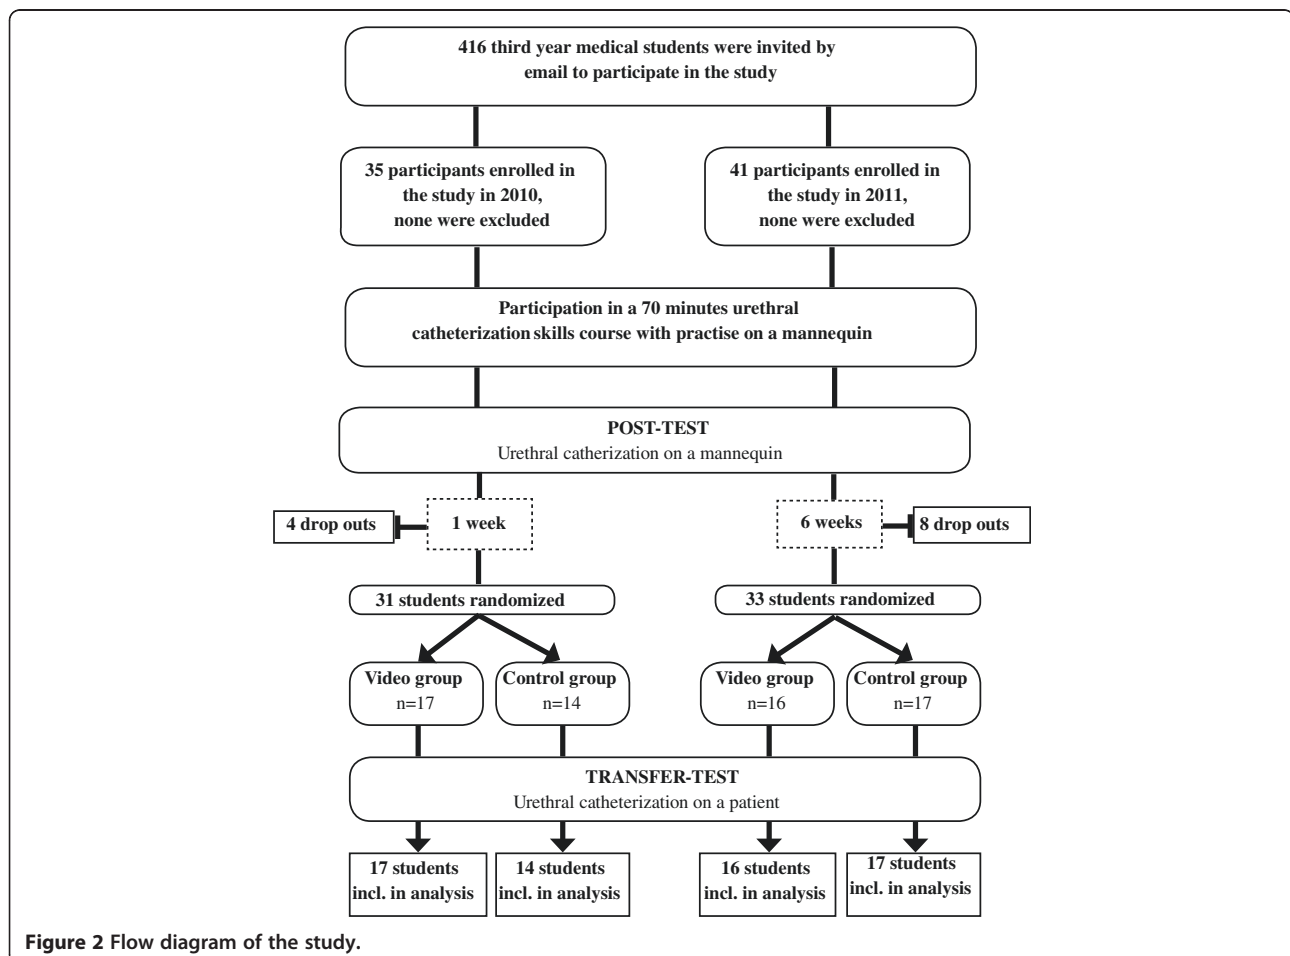 416 third year medical students were invited by
email to participate in the study
35 participants enrolled in
the study in 2010,
none were excluded
41 participants enrolled in
the study in 2011,
none were excluded
Participation in a 70 minutes urethral
catheterization skills course with practise on a mannequin
POST-TEST
Urethral catherization on a mannequin
4 drop outs
1 week
6 weeks
8 drop outs
31 students randomized
33 students randomized
Video group
n=17
Control group
n=14
Video group
n=16
Control group
n=17
TRANSFER-TEST
Urethral catheterization on a patient
17 students
incl. in analysis
14 students
incl. in analysis
16 students
incl. in analysis
17 students
incl. in analysis
Figure 2 Flow diagram of the study.